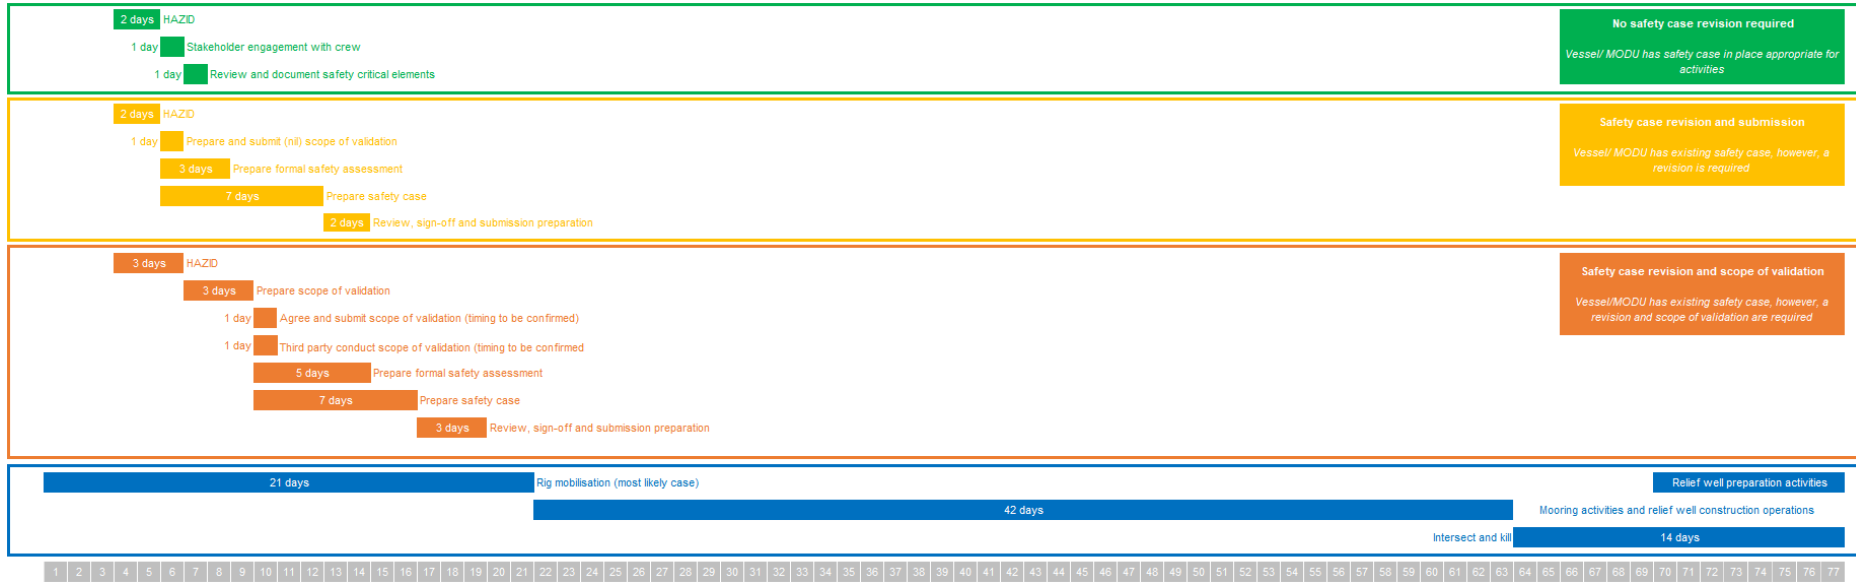 2 days HAZID
No safety case revision required
1 day Stakeholder engagement with crew
Vessel/ MODU has safety case in place appropriate for
activities
1 day Review and document safety critical elements
2 days HAZID
Safety case revision and submission
1 day Prepare and submit (nil) scope of validation
Vessel/ MODU has existing safety case, however, a
revision is required
3 days Prepare formal safety assessment
7 days Prepare safety case
2 days Review, sign-off and submission preparation
3 days HAZID
Safety case revision and scope of validation
3 days Prepare scope of validation
Vessel/MODU has existing safety case, however, a
revision and scope of validation are required
1 day Agree and submit scope of validation (timing to be confirmed)
1 day Third party conduct scope of validation (timing to be confirmed
5 days Prepare formal safety assessment
7 days Prepare safety case
3 days Review, sign-off and submission preparation
21 days Rig mobilisation (most likely case)
Relief well preparation activities
42 days Mooring activities and relief well construction operations
Intersect and kill 14 days
1 2 3 4 5 6 7 8 9 10 11 12 13 14 15 16 17 18 19 20 21 22 23 24 25 26 27 28 29 30 31 32 33 34 35 36 37 38 39 40 41 42 43 44 45 46 47 48 49 50 51 52 53 54 55 56 57 58 59 60 61 62 63 64 65 66 67 68 69 70 71 72 73 74 75 76 77